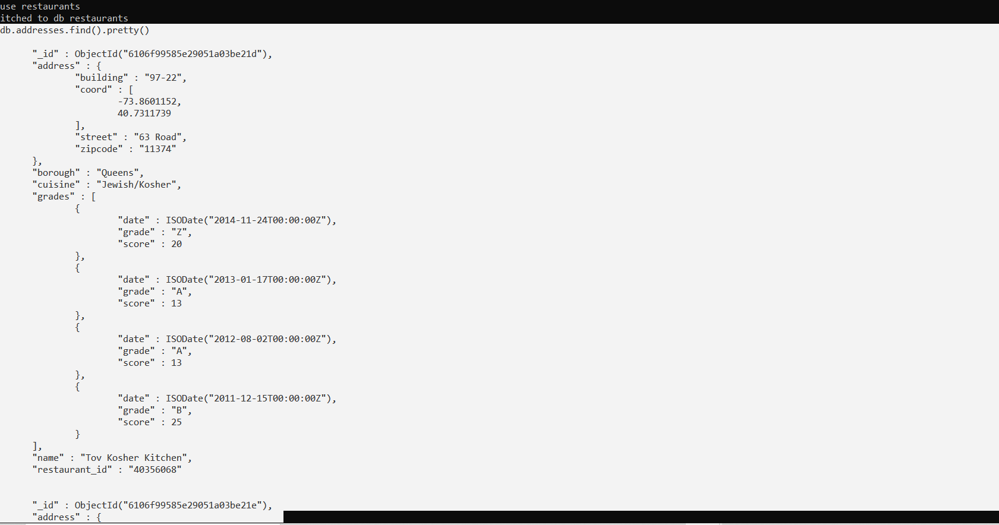 use restaurants
itched to db restaurants
db.addresses.find().pretty()
"_id" : ObjectId("6106f99585e29051a03be21d"),
"address" : {
"building" : "97-22",
"coord" : [
-73.8601152,
40.7311739
],
"street" : "63 Road",
"zipcode" : "11374"
},
"borough" : "Queens",
"cuisine" : "Jewish/Kosher",
"grades" : [
{
"date" : ISODate("2014-11-24T00:00:00Z"),
"grade" : "Z",
"score" : 20
},
{
"date" : ISODate("2013-01-17T00:00:00Z"),
"grade" : "A",
"score" : 13
},
{
"date" : ISODate("2012-08-02T00:00:00Z"),
"grade" : "A",
"score" : 13
},
{
"date" : ISODate("2011-12-15T00:00:00Z"),
"grade" : "B",
"score" : 25
}
],
"name" : "Tov Kosher Kitchen",
"restaurant_id" : "40356068"
"_id" : ObjectId("6106f99585e29051a03be21e"),
"address" : {